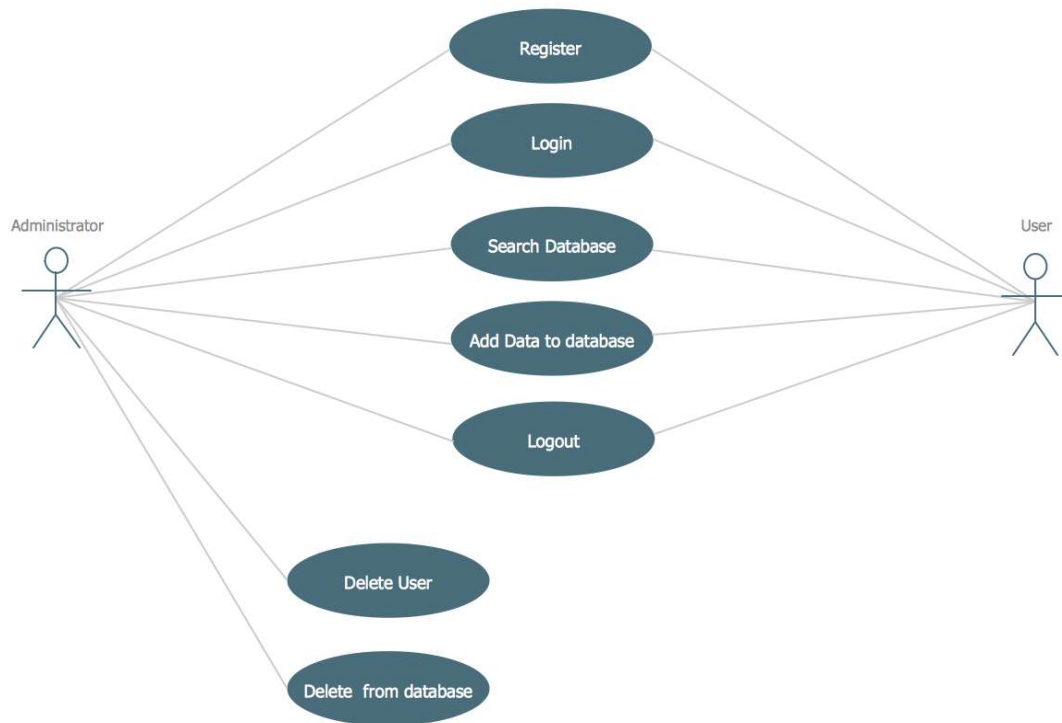 Register
Login
Administrator
User
Search Database
Add Data to database
Logout
Delete User
Delete  from database